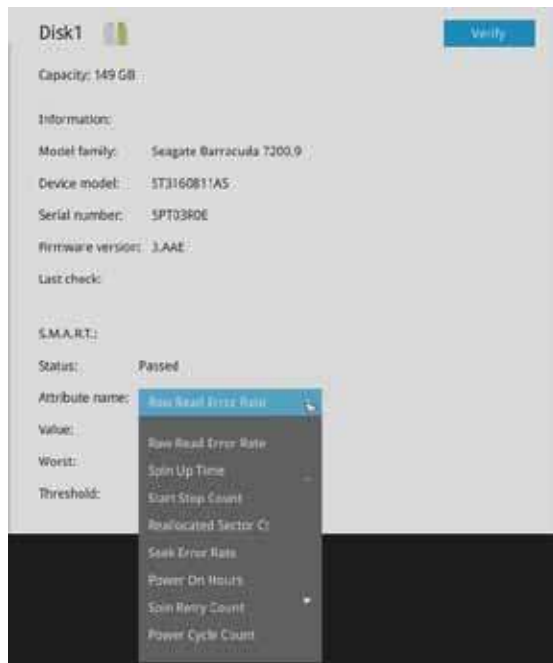 Disk1
Verify
Capacity: 149 GB
Information:
Model family: Seagate Barracuda 7200.9
Device model: ST3160811AS
Serial number: 5PT03R0E
Firmware version: 3.AAE
Last check:
S.M.A.R.T.:
Status: Passed
Attribute name: Raw Read Error Rate
Value:
Worst:
Threshold:
Raw Read Error Rate
Spin Up Time
Start Stop Count
Reallocated Sector Ct
Seek Error Rate
Power On Hours
Spin Retry Count
Power Cycle Count